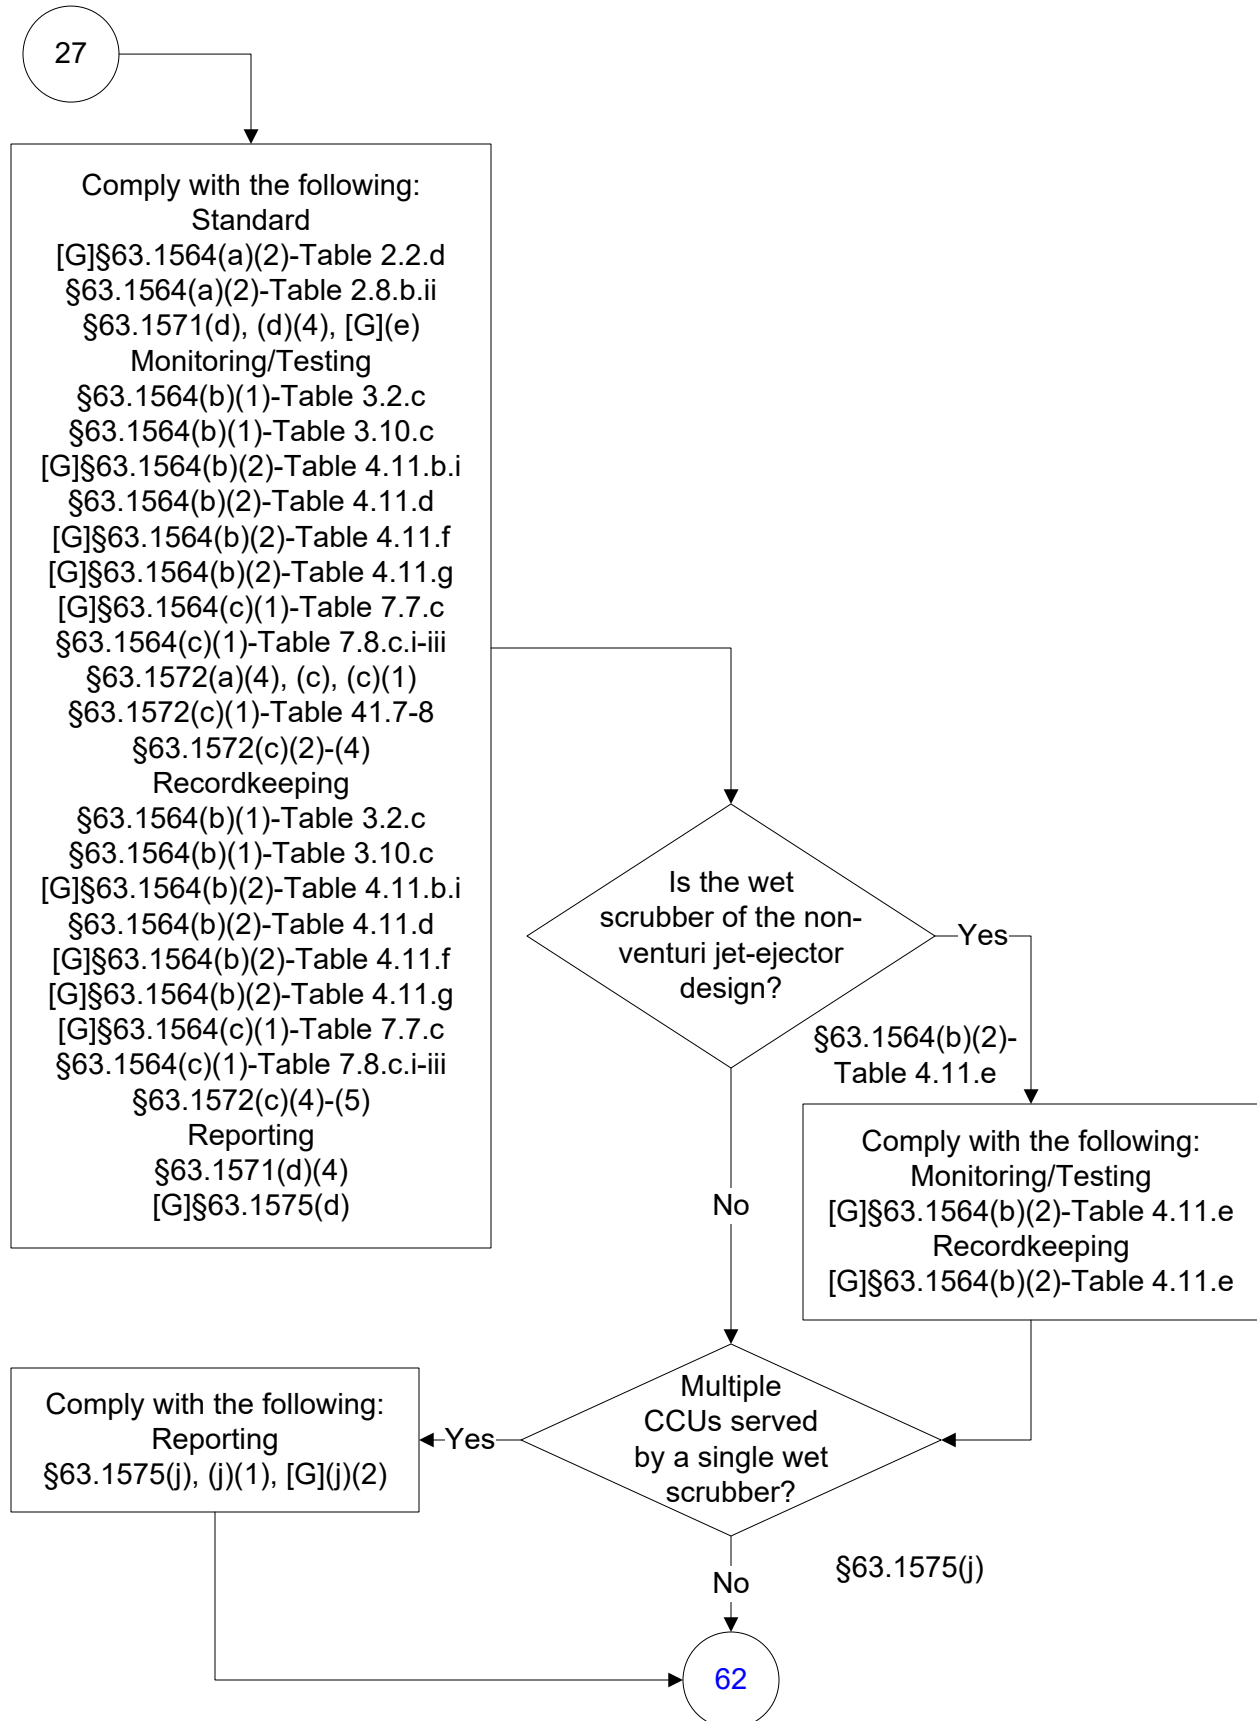 27
Comply with the following:
Standard
[G]§63.1564(a)(2)-Table 2.2.d
§63.1564(a)(2)-Table 2.8.b.ii
§63.1571(d), (d)(4), [G](e)
Monitoring/Testing
§63.1564(b)(1)-Table 3.2.c
§63.1564(b)(1)-Table 3.10.c
[G]§63.1564(b)(2)-Table 4.11.b.i
§63.1564(b)(2)-Table 4.11.d
[G]§63.1564(b)(2)-Table 4.11.f
[G]§63.1564(b)(2)-Table 4.11.g
[G]§63.1564(c)(1)-Table 7.7.c
§63.1564(c)(1)-Table 7.8.c.i-iii
§63.1572(a)(4), (c), (c)(1)
§63.1572(c)(1)-Table 41.7-8
§63.1572(c)(2)-(4)
Recordkeeping
§63.1564(b)(1)-Table 3.2.c
§63.1564(b)(1)-Table 3.10.c
[G]§63.1564(b)(2)-Table 4.11.b.i
§63.1564(b)(2)-Table 4.11.d
[G]§63.1564(b)(2)-Table 4.11.f
[G]§63.1564(b)(2)-Table 4.11.g
[G]§63.1564(c)(1)-Table 7.7.c
§63.1564(c)(1)-Table 7.8.c.i-iii
§63.1572(c)(4)-(5)
Reporting
§63.1571(d)(4)
[G]§63.1575(d)
Is the wet
scrubber of the non-
venturi jet-ejector
design?
Yes
§63.1564(b)(2)-
Table 4.11.e
Comply with the following:
Monitoring/Testing
[G]§63.1564(b)(2)-Table 4.11.e
Recordkeeping
[G]§63.1564(b)(2)-Table 4.11.e
No
Multiple
CCUs served
by a single wet
scrubber?
Yes
Comply with the following:
Reporting
§63.1575(j), (j)(1), [G](j)(2)
No
§63.1575(j)
62